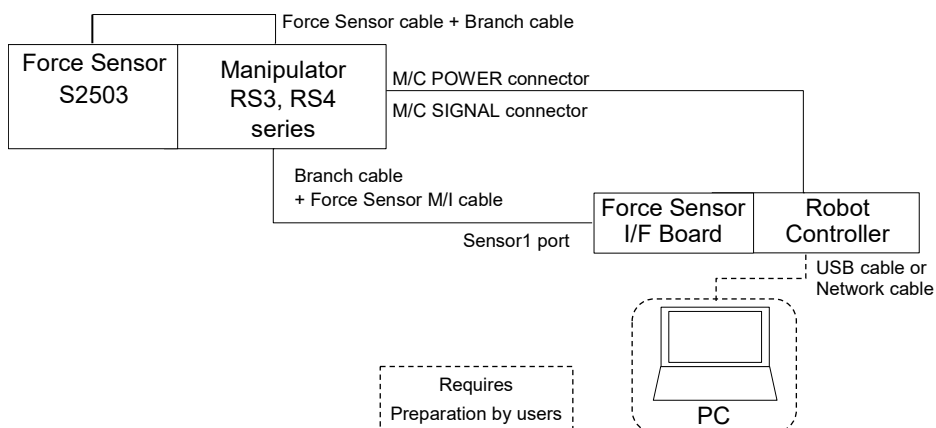 Force Sensor cable + Branch cable
Force Sensor
S2503
Manipulator
RS3, RS4
series
M/C POWER connector
M/C SIGNAL connector
Branch cable
+ Force Sensor M/I cable
Sensor1 port
Force Sensor
I/F Board
Robot
Controller
USB cable or
Network cable
Requires
Preparation by users
PC